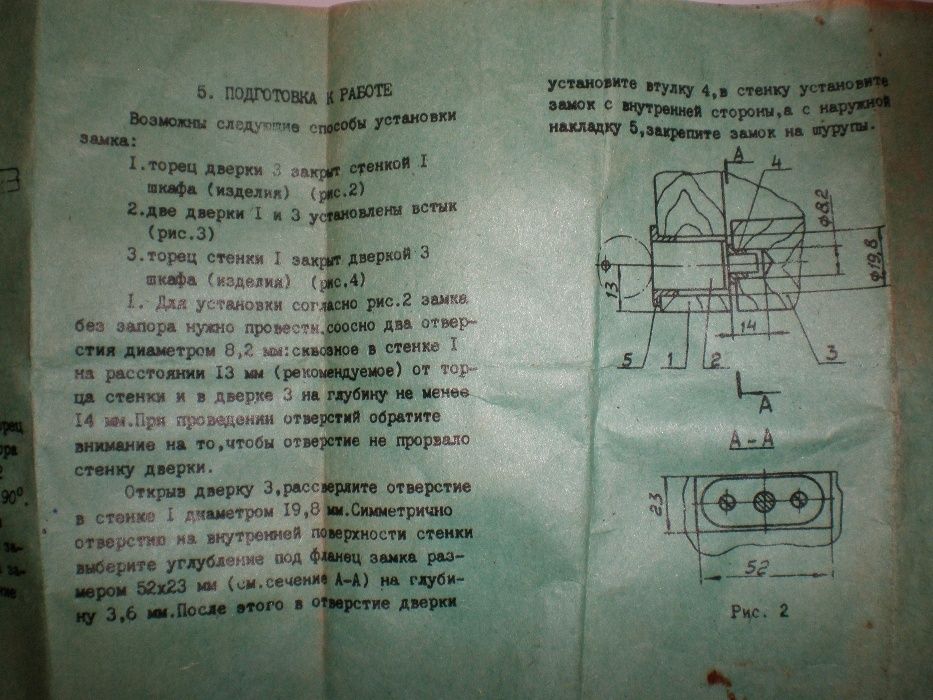 5. ПОДГОТОВКА К РАБОТЕ
Возможны следующие способы установки
замка:
I.торец дверки 3 закрыт стенкой I
шкафа (изделия) (рис.2)
2.две дверки I и 3 установлены встык
(рис.3)
3.торец стенки I закрыт дверкой 3
шкафа (изделия) (рис.4)
I. Для установки согласно рис.2 замка
без запора нужно провести соосно два отвер-
стия диаметром 8,2 мм:сквозное в стенке I
на расстоянии I3 мм (рекомендуемое) от тор-
ца стенки и в дверке 3 на глубину не менее
I4 мм.При проведении отверстий обратите
внимание на то,чтобы отверстие не прорвало
стенку дверки.
Открыв дверку 3,рассверлите отверстие
в стенке I диаметром I9,8 мм.Симметрично
отверстию на внутренней поверхности стенки
выберите углубление под фланец замка раз-
мером 52х23 мм (см.сечение А-А) на глуби-
ну 3,6 мм.После этого в отверстие дверки
установите втулку 4,в стенку установите
замок с внутренней стороны,а с наружной
накладку 5,закрепите замок на шурупы.
А
4
ϕ8,2
ϕ19,8
13
14
5 1 2 3
А
А-А
23
52
Рис. 2
90°.